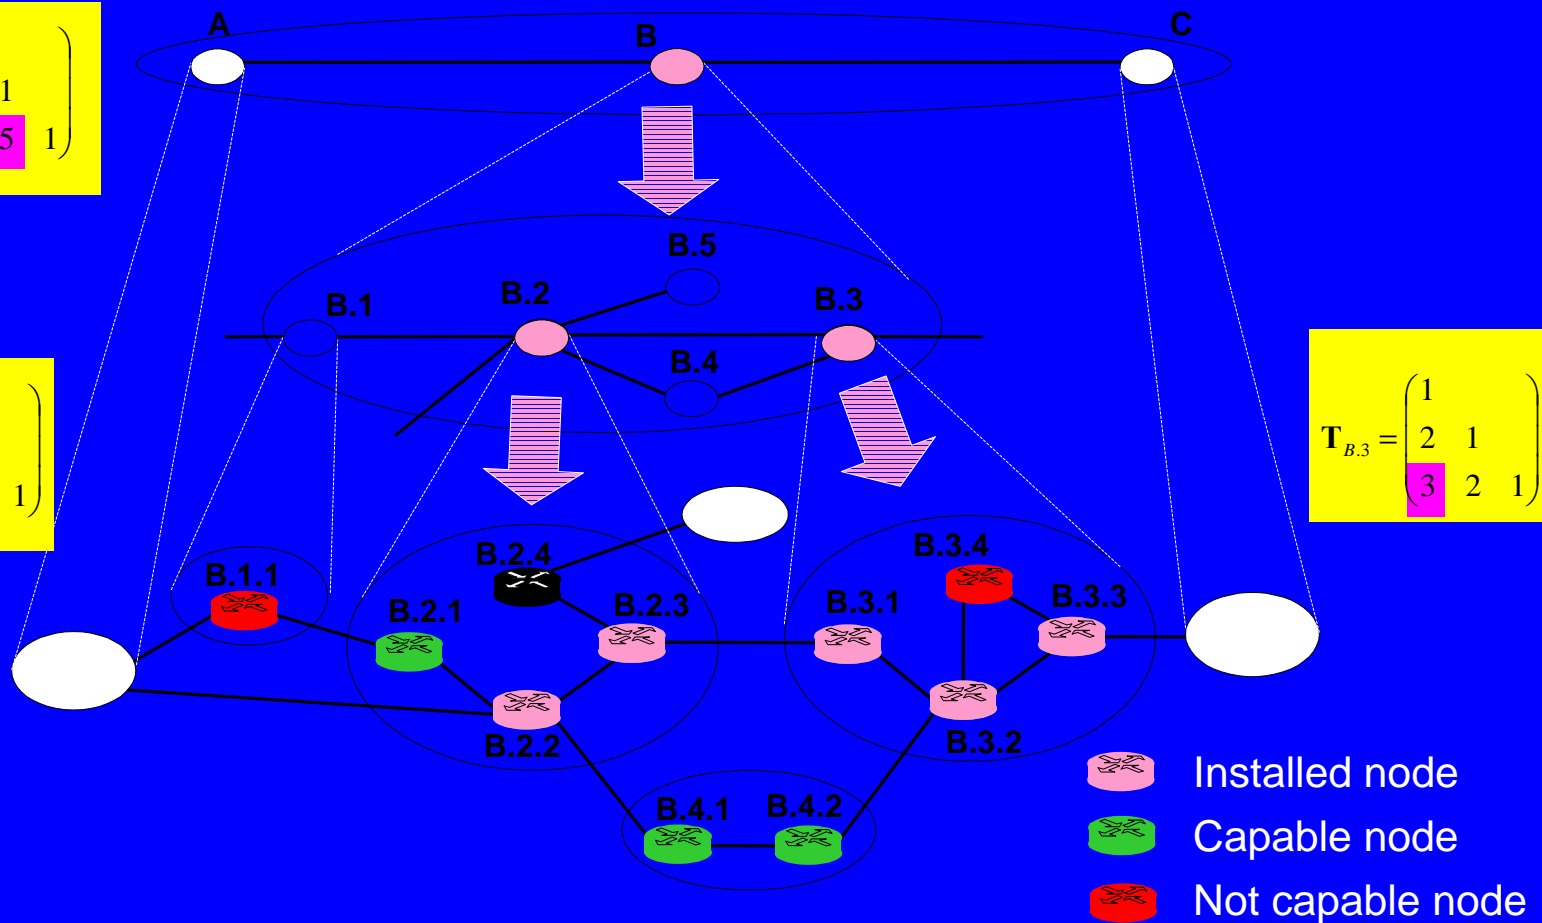 A
B
C
1
5 1
B.5
B.1
B.2
B.3
B.4
1
T_{B.3} =
1
2 1
3 2 1
B.2.4
B.3.4
B.1.1
B.2.1
B.2.3
B.3.1
B.3.3
B.2.2
B.3.2
B.4.1
B.4.2
Installed node
Capable node
Not capable node